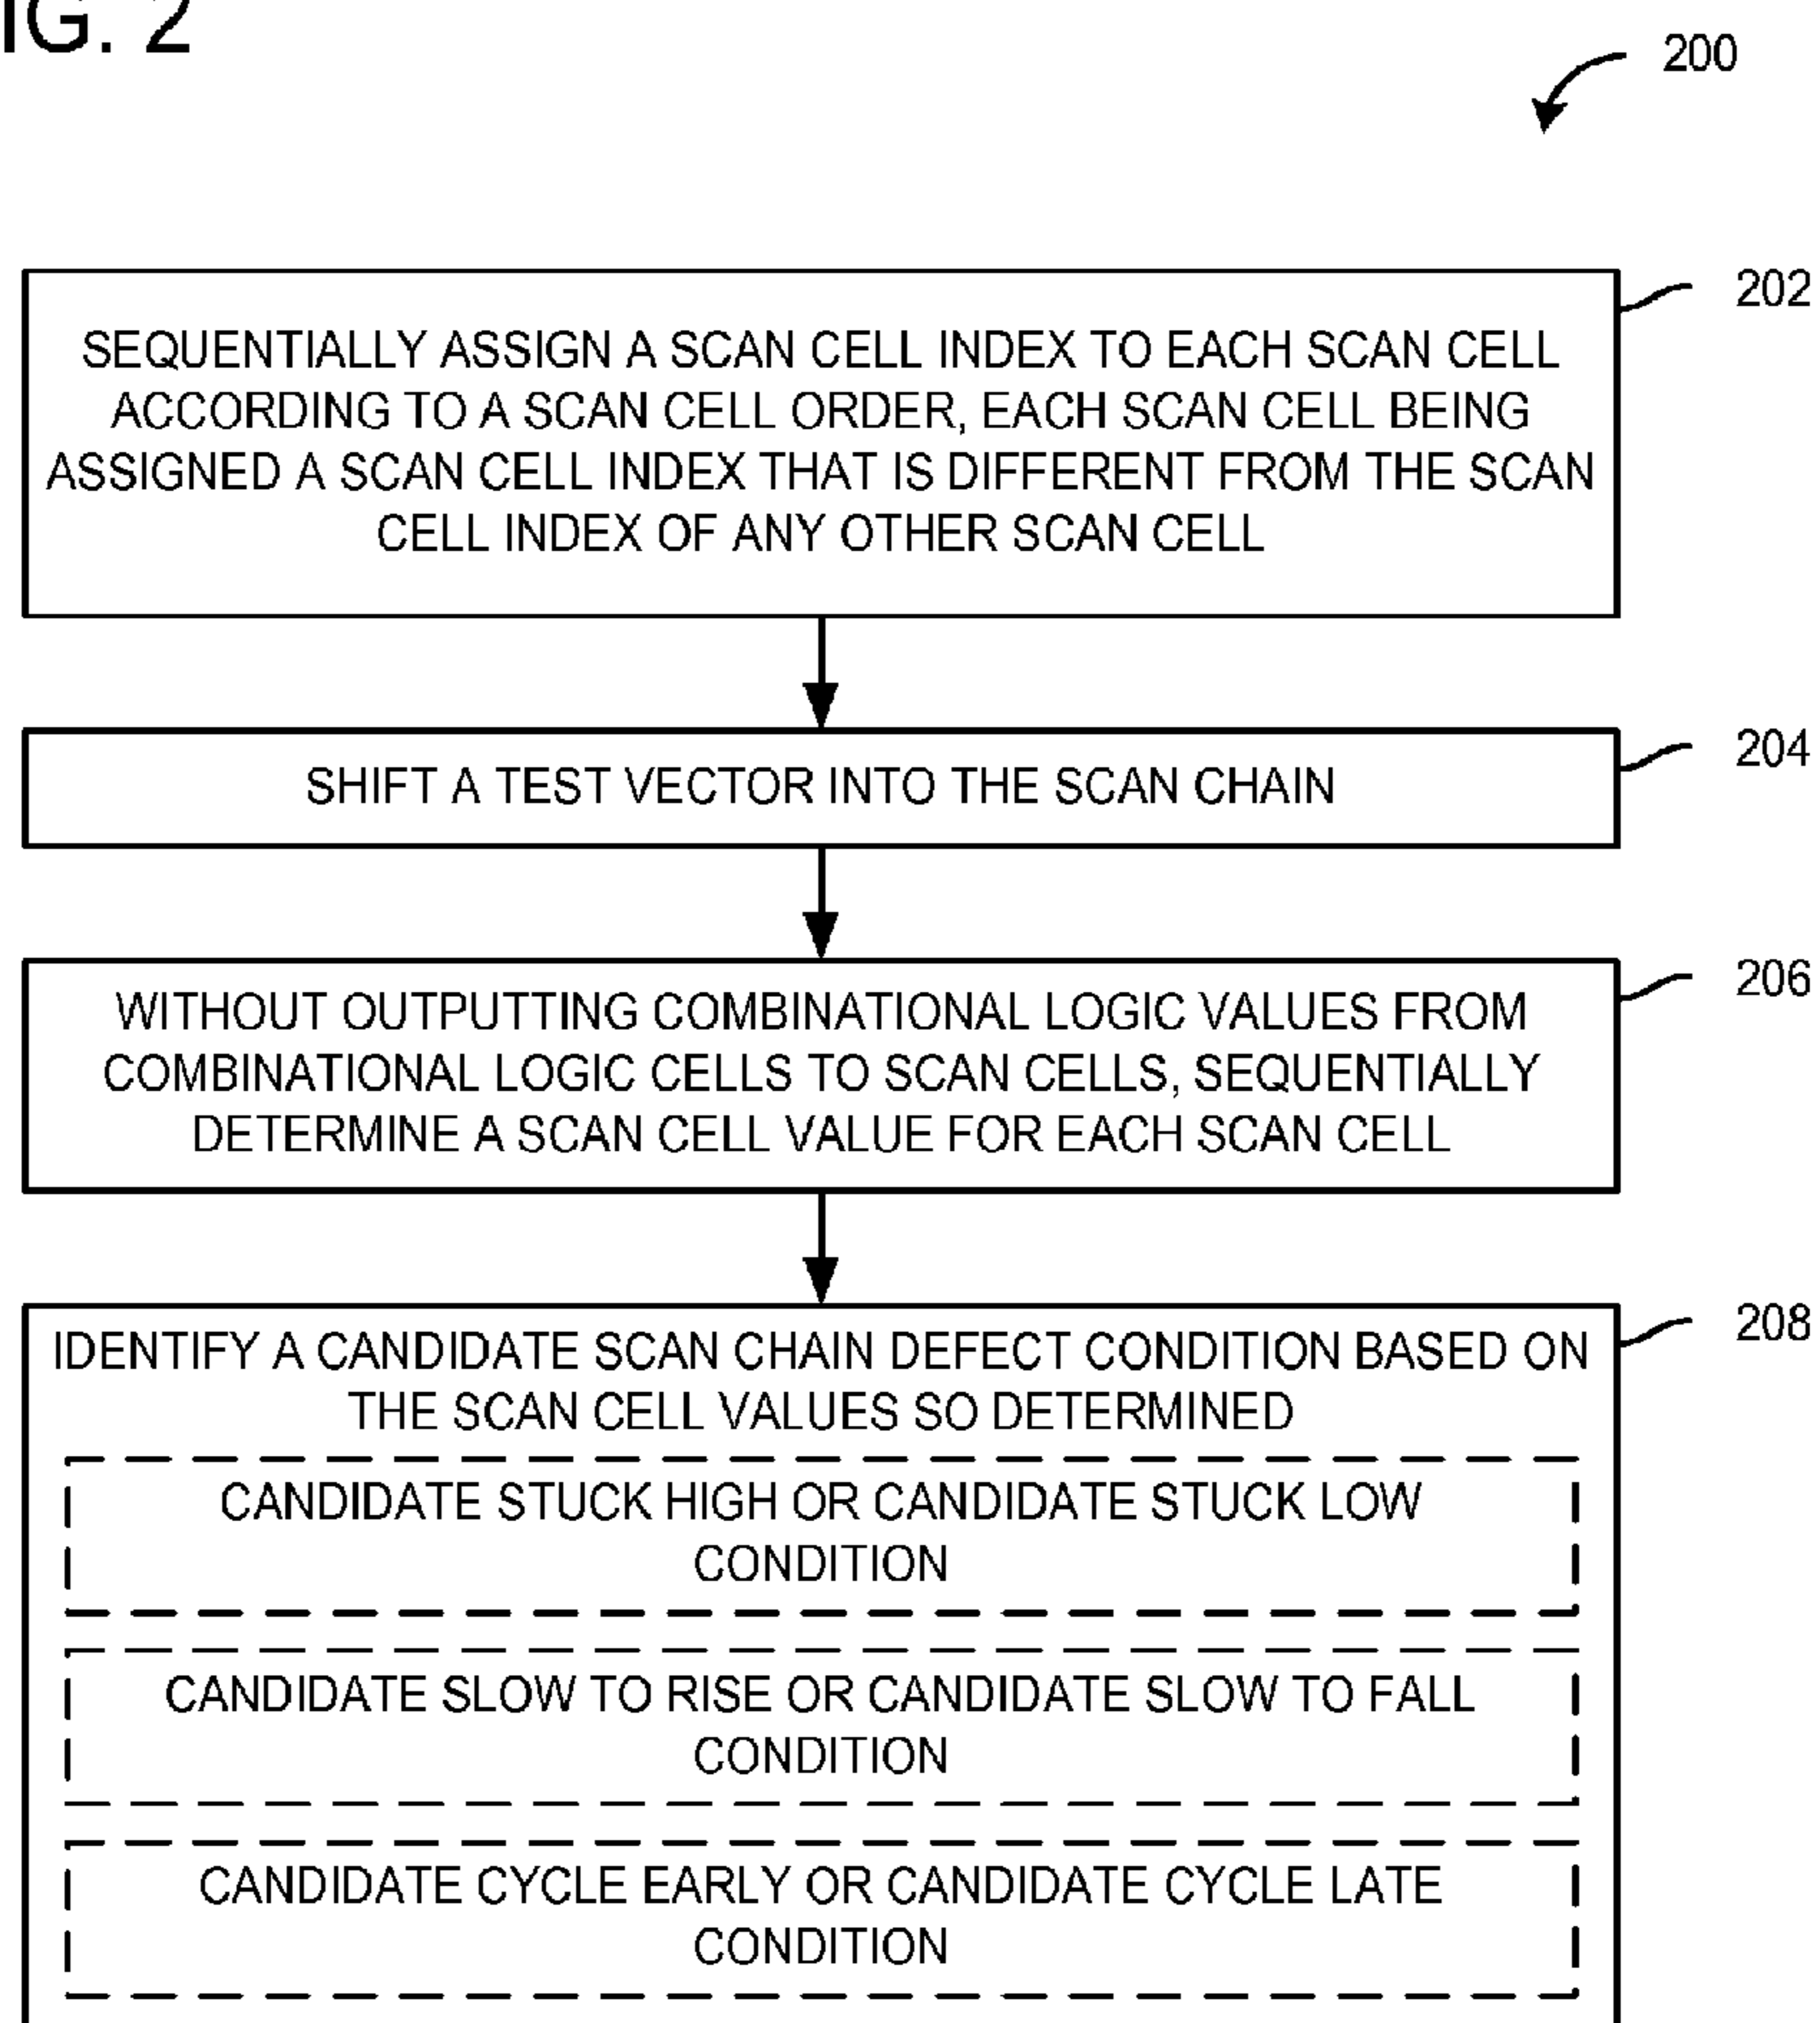 IG. 2
200
202
SEQUENTIALLY ASSIGN A SCAN CELL INDEX TO EACH SCAN CELL
ACCORDING TO A SCAN CELL ORDER, EACH SCAN CELL BEING
ASSIGNED A SCAN CELL INDEX THAT IS DIFFERENT FROM THE SCAN
CELL INDEX OF ANY OTHER SCAN CELL
204
SHIFT A TEST VECTOR INTO THE SCAN CHAIN
206
WITHOUT OUTPUTTING COMBINATIONAL LOGIC VALUES FROM
COMBINATIONAL LOGIC CELLS TO SCAN CELLS, SEQUENTIALLY
DETERMINE A SCAN CELL VALUE FOR EACH SCAN CELL
208
IDENTIFY A CANDIDATE SCAN CHAIN DEFECT CONDITION BASED ON
THE SCAN CELL VALUES SO DETERMINED
CANDIDATE STUCK HIGH OR CANDIDATE STUCK LOW
CONDITION
CANDIDATE SLOW TO RISE OR CANDIDATE SLOW TO FALL
CONDITION
CANDIDATE CYCLE EARLY OR CANDIDATE CYCLE LATE
CONDITION